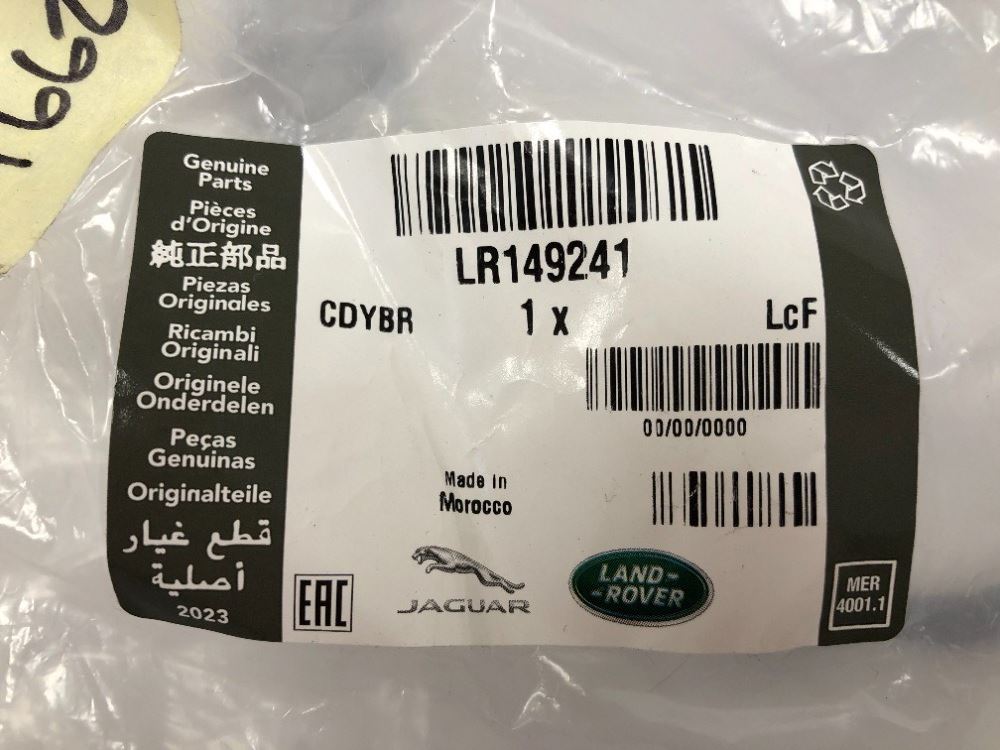 1662
Genuine
Parts
Pièces
d'Origine
純正部品
Piezas
Originales
Ricambi
Originali
Originele
Onderdelen
Peças
Genuinas
Originalteile
قطع غيار
أصلية
2023
LR149241
CDYBR 1 x LcF
00/00/0000
Made in
Morocco
EAC
JAGUAR
LAND-
-ROVER
MER
4001.1